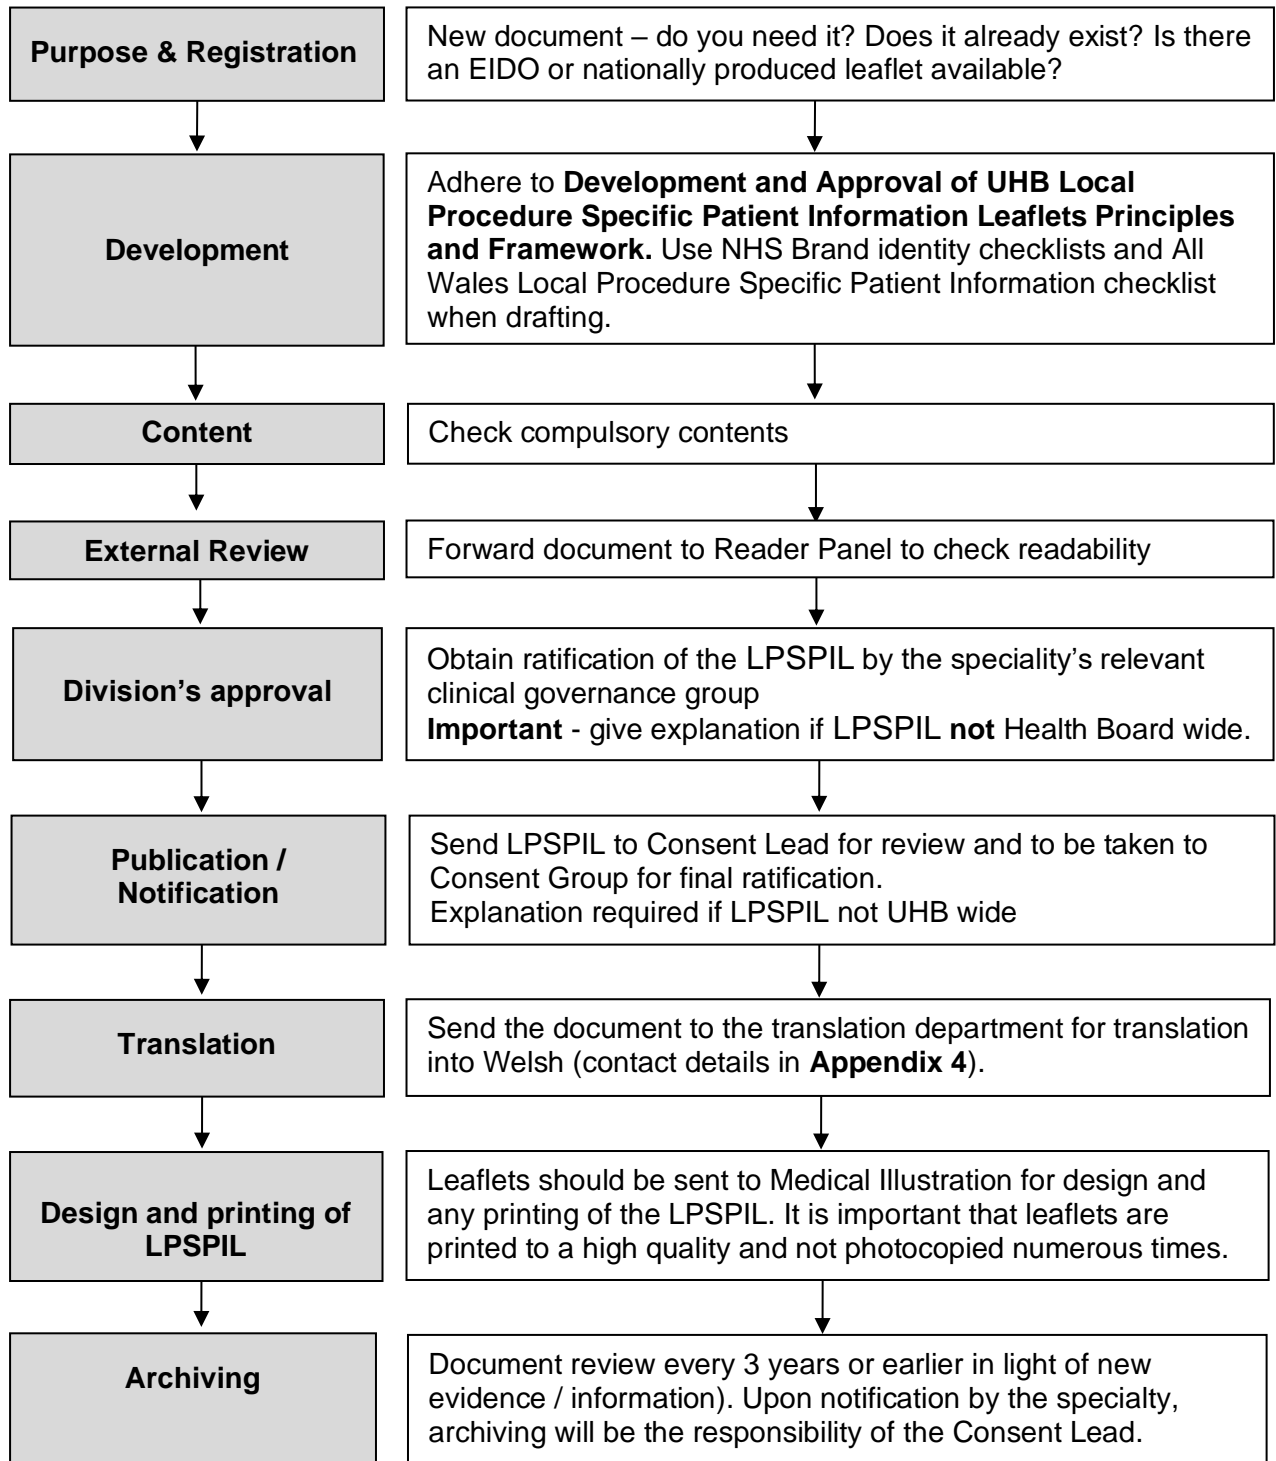 Purpose & Registration
New document – do you need it? Does it already exist? Is there
an EIDO or nationally produced leaflet available?
Development
Adhere to Development and Approval of UHB Local
Procedure Specific Patient Information Leaflets Principles
and Framework. Use NHS Brand identity checklists and All
Wales Local Procedure Specific Patient Information checklist
when drafting.
Content
Check compulsory contents
External Review
Forward document to Reader Panel to check readability
Division’s approval
Obtain ratification of the LPSPIL by the speciality’s relevant
clinical governance group
Important - give explanation if LPSPIL not Health Board wide.
Publication /
Notification
Send LPSPIL to Consent Lead for review and to be taken to
Consent Group for final ratification.
Explanation required if LPSPIL not UHB wide
Translation
Send the document to the translation department for translation
into Welsh (contact details in Appendix 4).
Design and printing of
LPSPIL
Leaflets should be sent to Medical Illustration for design and
any printing of the LPSPIL. It is important that leaflets are
printed to a high quality and not photocopied numerous times.
Archiving
Document review every 3 years or earlier in light of new
evidence / information). Upon notification by the specialty,
archiving will be the responsibility of the Consent Lead.